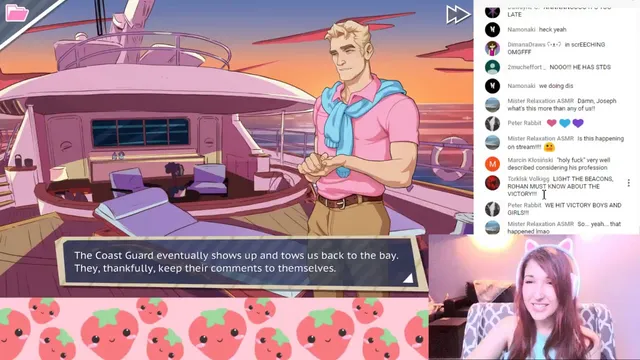 The Coast Guard eventually shows up and tows us back to the bay.
They, thankfully, keep their comments to themselves.
LATE
Namonaki heck yeah
DimanaDraws ʕ·ᴥ·ʔ in scrEECHING
OMGFFF
2mucheffort _ NOOO!!! HE HAS STDS
Namonaki we doing dis
Mister Relaxation ASMR Damn, Joseph
what's this more than any of us!!
Peter Rabbit
Mister Relaxation ASMR Is this happening
on stream!!!!
M Marcin Kłosiński "holy fuck" very well
described considering his profession
Torklsk Volkigg LIGHT THE BEACONS,
ROHAN MUST KNOW ABOUT THE
VICTORY!!!
Peter Rabbit WE HIT VICTORY BOYS AND
GIRLS!!!
Mister Relaxation ASMR So... yeah... that
happened lmao